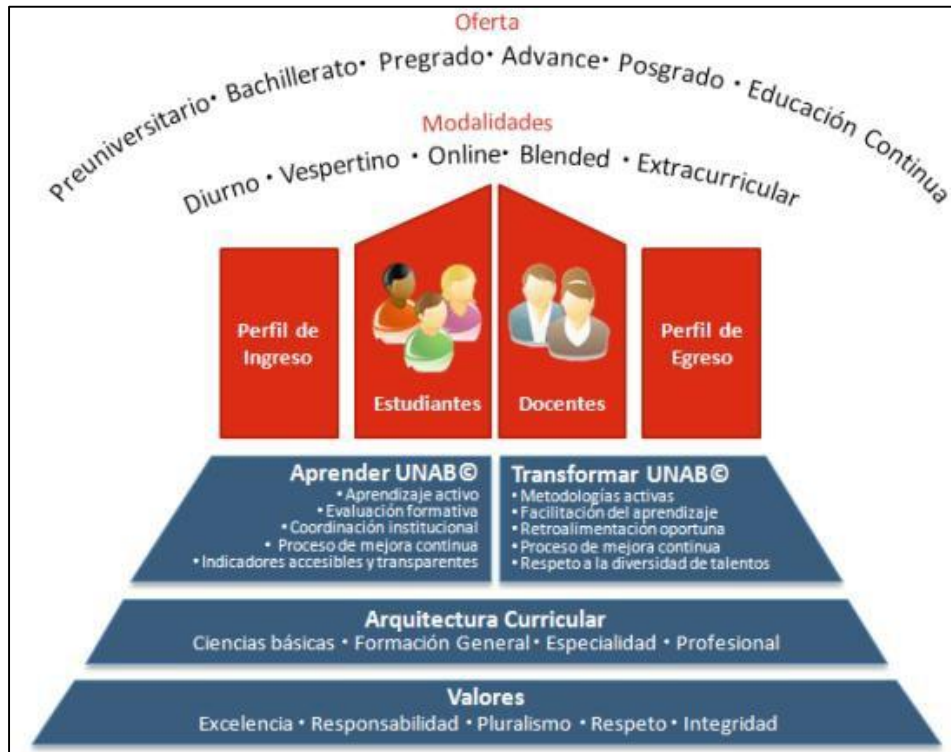 Oferta
Preuniversitario • Bachillerato • Pregrado • Advance • Posgrado • Educación Continua
Modalidades
Diurno • Vespertino • Online • Blended • Extracurricular
Perfil de
Ingreso
Estudiantes
Docentes
Perfil de
Egreso
Aprender UNAB©
• Aprendizaje activo
• Evaluación formativa
• Coordinación institucional
• Proceso de mejora continua
• Indicadores accesibles y transparentes
Transformar UNAB©
• Metodologías activas
• Facilitación del aprendizaje
• Retroalimentación oportuna
• Proceso de mejora continua
• Respeto a la diversidad de talentos
Arquitectura Curricular
Ciencias básicas • Formación General • Especialidad • Profesional
Valores
Excelencia • Responsabilidad • Pluralismo • Respeto • Integridad